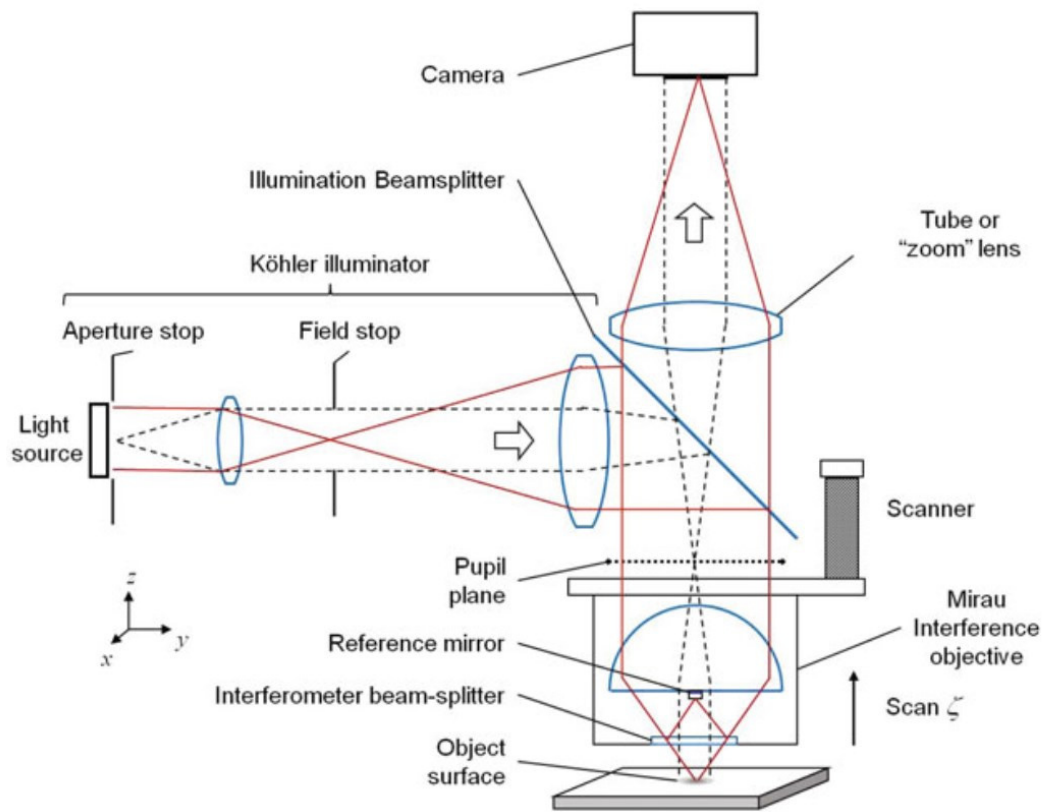 Camera
Illumination Beamsplitter
Tube or
“zoom” lens
Köhler illuminator
Aperture stop
Field stop
Light
source
Scanner
Pupil
plane
Mirau
Interference
objective
z
y
x
Reference mirror
Interferometer beam-splitter
Scan ζ
Object
surface